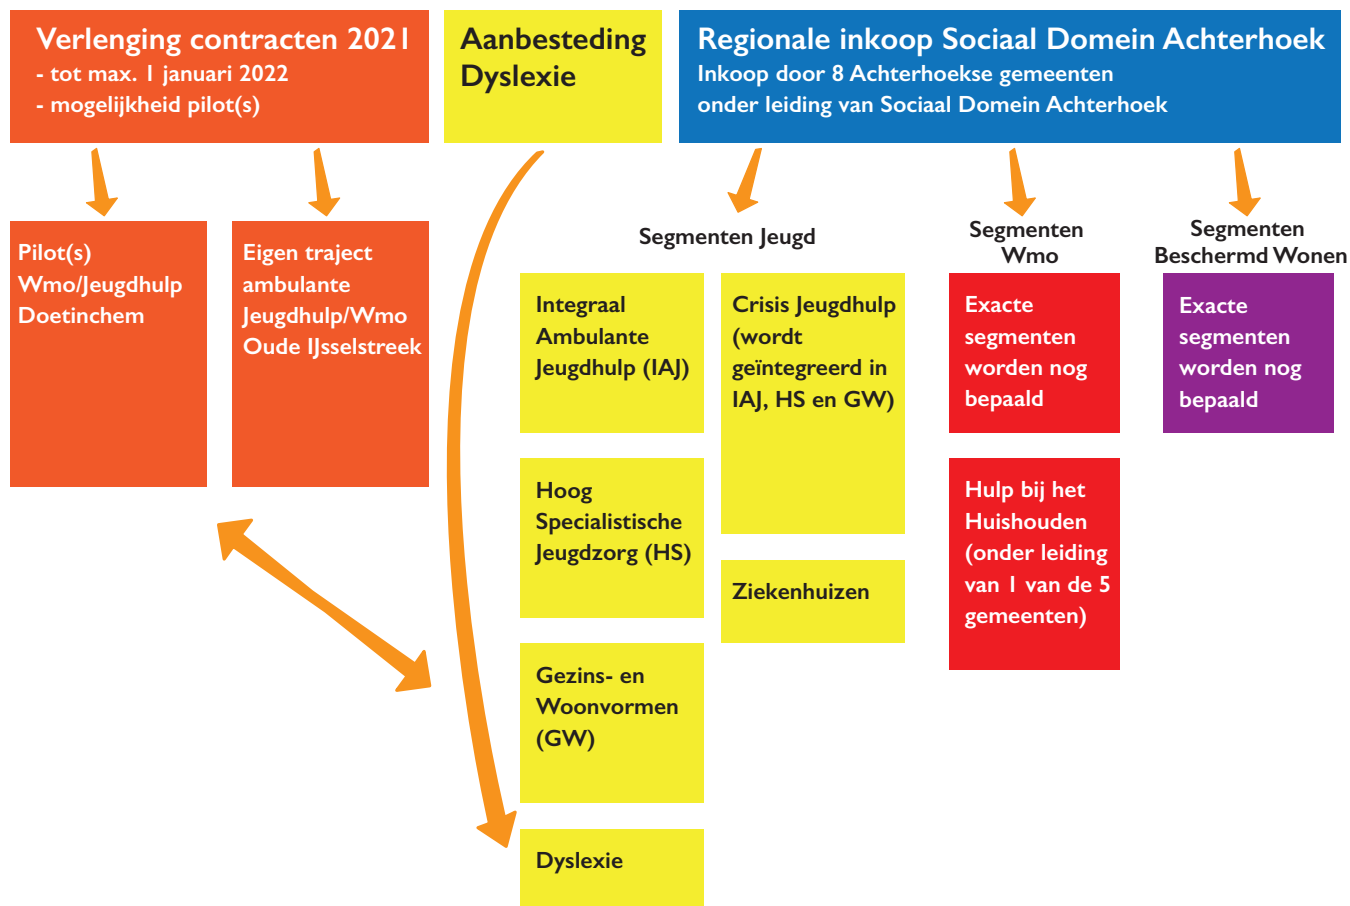 Verlenging contracten 2021
- tot max. 1 januari 2022
- mogelijkheid pilot(s)
Aanbesteding
Dyslexie
Regionale inkoop Sociaal Domein Achterhoek
Inkoop door 8 Achterhoekse gemeenten
onder leiding van Sociaal Domein Achterhoek
Pilot(s)
Wmo/Jeugdhulp
Doetinchem
Eigen traject
ambulante
Jeugdhulp/Wmo
Oude IJsselstreek
Segmenten Jeugd
Integraal
Ambulante
Jeugdhulp (IAJ)
Hoog
Specialistische
Jeugdzorg (HS)
Gezins- en
Woonvormen
(GW)
Dyslexie
Crisis Jeugdhulp
(wordt
geïntegreerd in
IAJ, HS en GW)
Ziekenhuizen
Segmenten
Wmo
Exacte
segmenten
worden nog
bepaald
Hulp bij het
Huishouden
(onder leiding
van 1 van de 5
gemeenten)
Segmenten
Beschermd Wonen
Exacte
segmenten
worden nog
bepaald